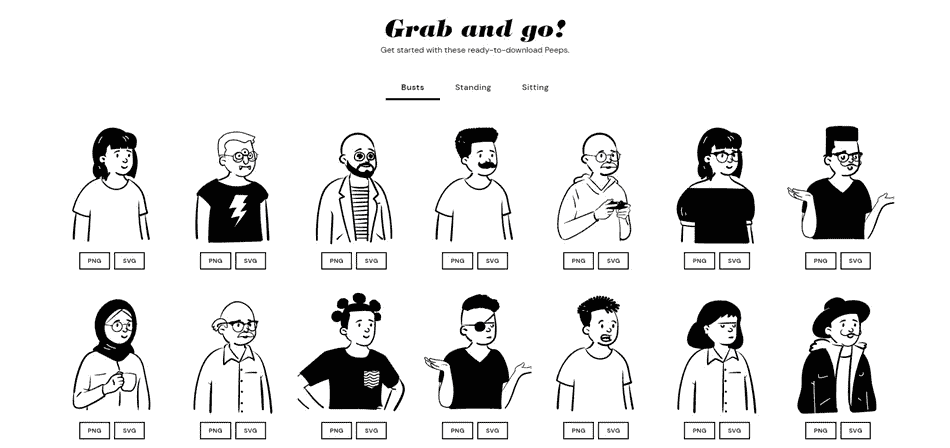 Grab and go!
Get started with these ready-to-download Peeps.
Busts Standing Sitting
PNG SVG PNG SVG PNG SVG PNG SVG PNG SVG PNG SVG PNG SVG
PNG SVG PNG SVG PNG SVG PNG SVG PNG SVG PNG SVG PNG SVG